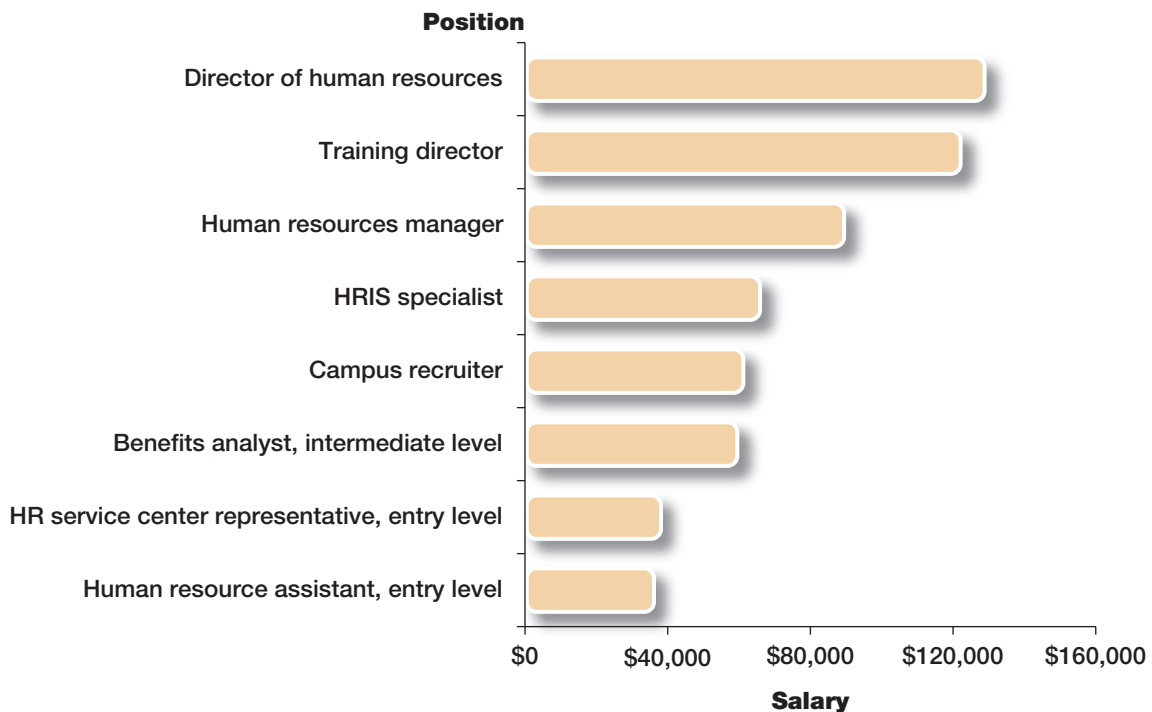 Position
Director of human resources
Training director
Human resources manager
HRIS specialist
Campus recruiter
Benefits analyst, intermediate level
HR service center representative, entry level
Human resource assistant, entry level
$0 $40,000 $80,000 $120,000 $160,000
Salary